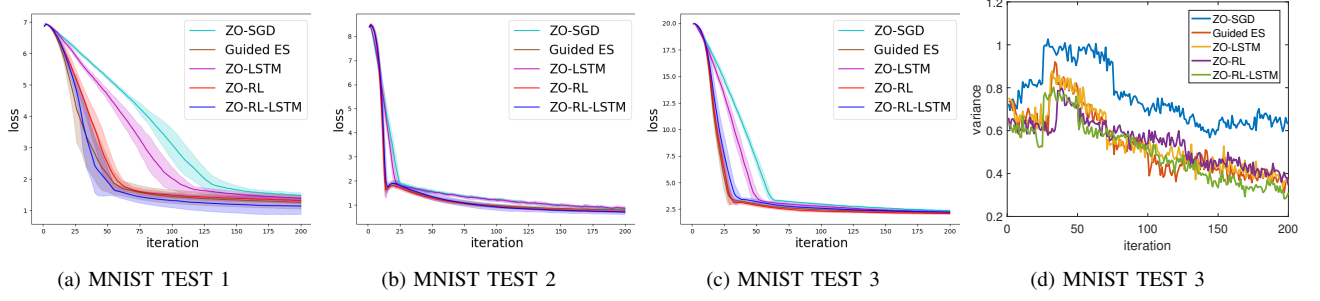 7
6
5
4
3
2
1
0
25
50
75
100
125
150
175
200
loss
iteration
ZO-SGD
Guided ES
ZO-LSTM
ZO-RL
ZO-RL-LSTM
(a) MNIST TEST 1
8
7
6
5
4
3
2
1
0
25
50
75
100
125
150
175
200
iteration
ZO-SGD
Guided ES
ZO-LSTM
ZO-RL
ZO-RL-LSTM
(b) MNIST TEST 2
20.0
17.5
15.0
12.5
10.0
7.5
5.0
2.5
0
25
50
75
100
125
150
175
200
loss
iteration
ZO-SGD
Guided ES
ZO-LSTM
ZO-RL
ZO-RL-LSTM
(c) MNIST TEST 3
1.2
1
0.8
0.6
0.4
0.2
0
50
100
150
200
variance
iteration
ZO-SGD
Guided ES
ZO-LSTM
ZO-RL
ZO-RL-LSTM
(d) MNIST TEST 3